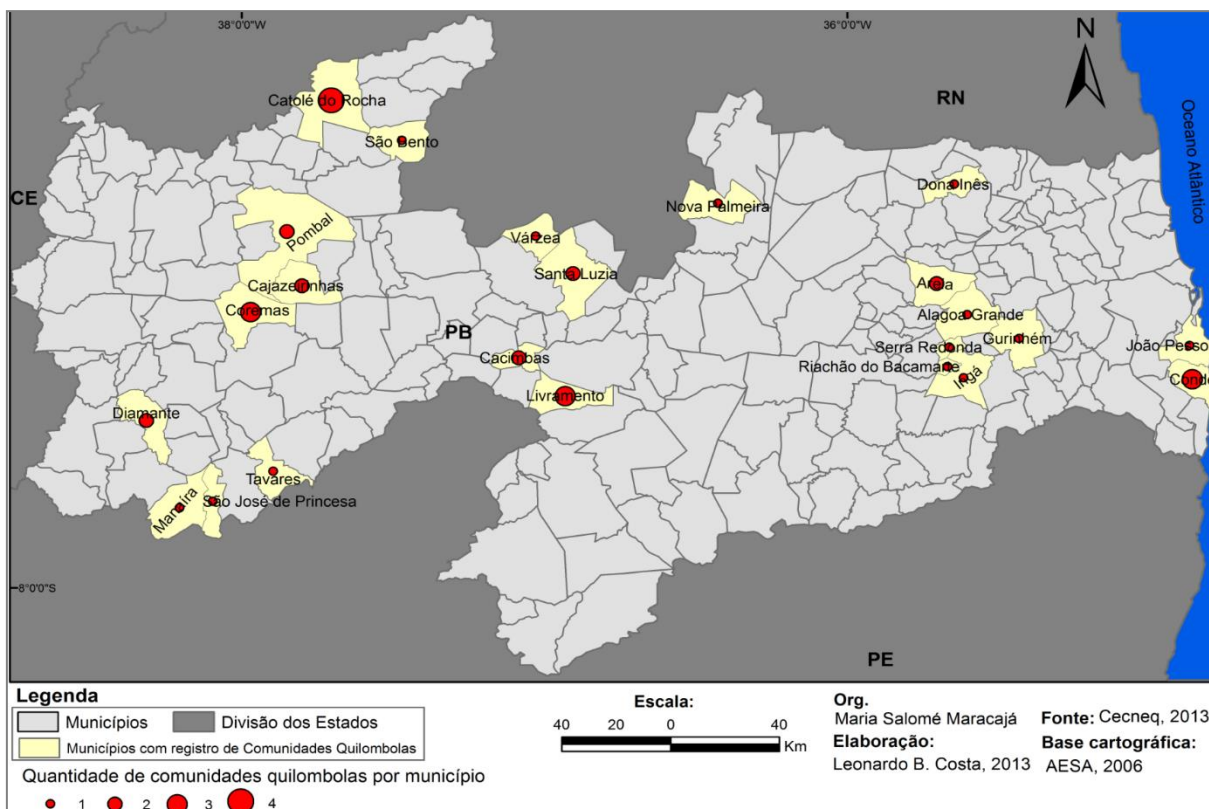 38°0'0"W
36°0'0"W
N
RN
Oceano Atlântico
CE
PB
PE
8°0'0"S
Catolé do Rocha
São Bento
Dona Inês
Nova Palmeira
Pombal
Várzea
Santa Luzia
Areia
Cajazeirinhas
Coremas
Alagoa Grande
Gurinhém
Serra Redonda
João Pesso
Cacimbas
Riachão do Bacamarte
Ingá
Conde
Livramento
Diamante
Tavares
São José de Princesa
Manaíra
Legenda
Municípios
Divisão dos Estados
Municípios com registro de Comunidades Quilombolas
Quantidade de comunidades quilombolas por município
1 2 3 4
Escala:
40 20 0 40
Km
Org.
Maria Salomé Maracajá
Elaboração:
Leonardo B. Costa, 2013
Fonte: Cecneq, 2013
Base cartográfica:
AESA, 2006